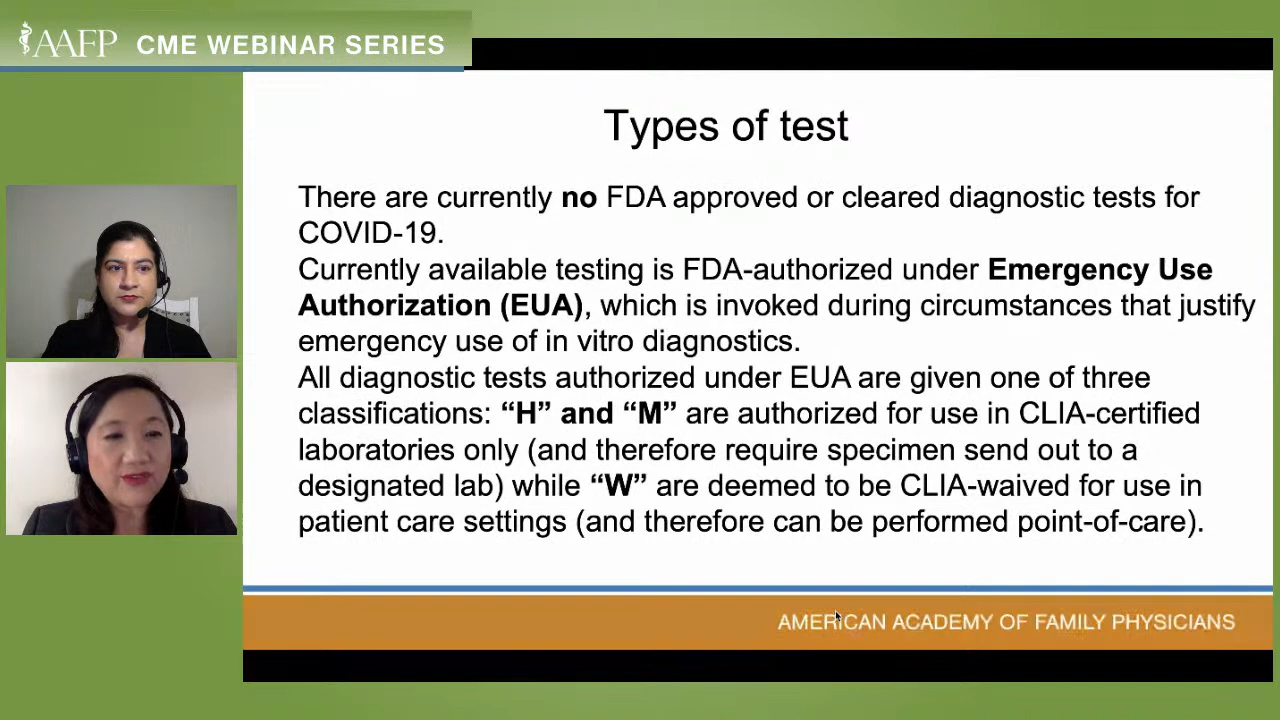 AAFP CME WEBINAR SERIES
Types of test
There are currently no FDA approved or cleared diagnostic tests for
COVID-19.
Currently available testing is FDA-authorized under Emergency Use
Authorization (EUA), which is invoked during circumstances that justify
emergency use of in vitro diagnostics.
All diagnostic tests authorized under EUA are given one of three
classifications: “H” and “M” are authorized for use in CLIA-certified
laboratories only (and therefore require specimen send out to a
designated lab) while “W” are deemed to be CLIA-waived for use in
patient care settings (and therefore can be performed point-of-care).
AMERICAN ACADEMY OF FAMILY PHYSICIANS